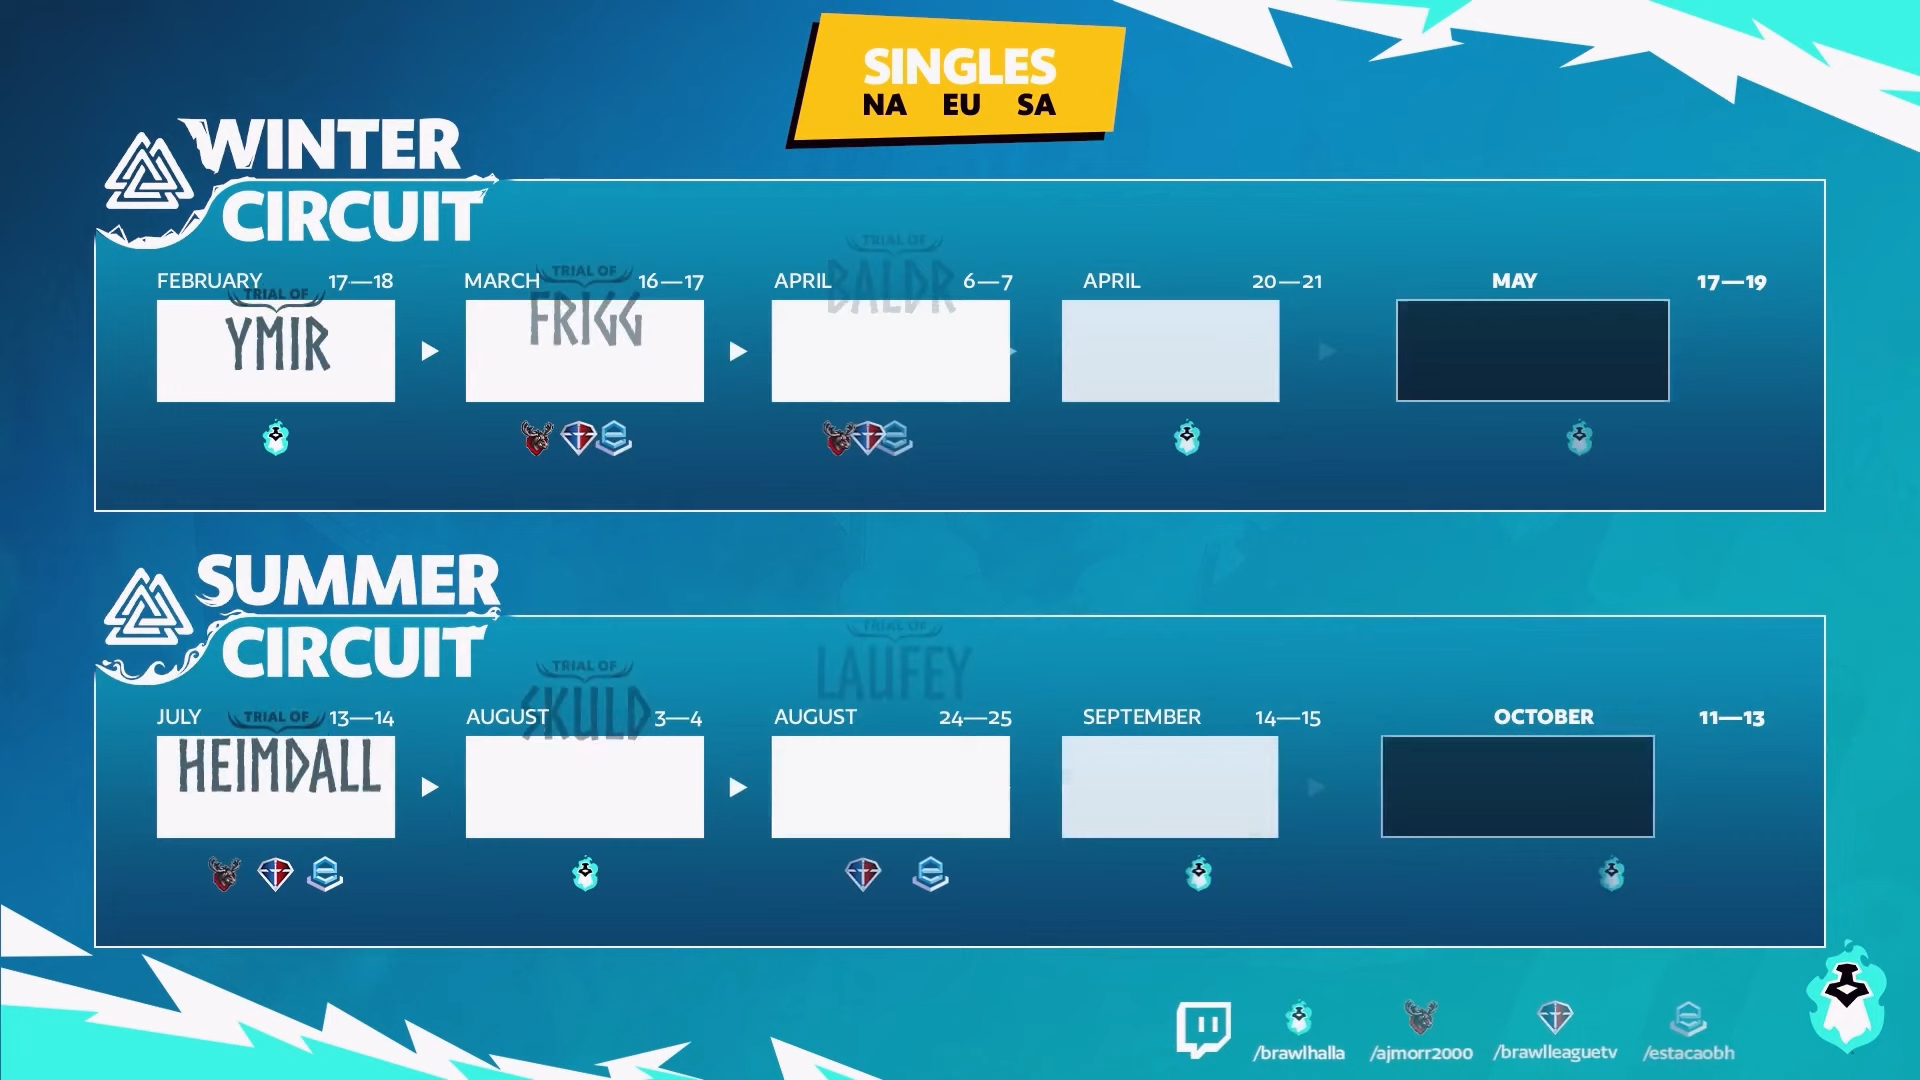 SINGLES
NA EU SA
WINTER
CIRCUIT
FEBRUARY 17—18
TRIAL OF
YMIR
MARCH 16—17
TRIAL OF
FRIGG
APRIL 6—7
TRIAL OF
BALDR
APRIL 20—21
MAY 17—19
SUMMER
CIRCUIT
JULY 13—14
TRIAL OF
HEIMDALL
AUGUST 3—4
TRIAL OF
SKULD
AUGUST 24—25
TRIAL OF
LAUFEY
SEPTEMBER 14—15
OCTOBER 11—13
/brawlhalla /ajmorr2000 /brawlleaguetv /estacaobh